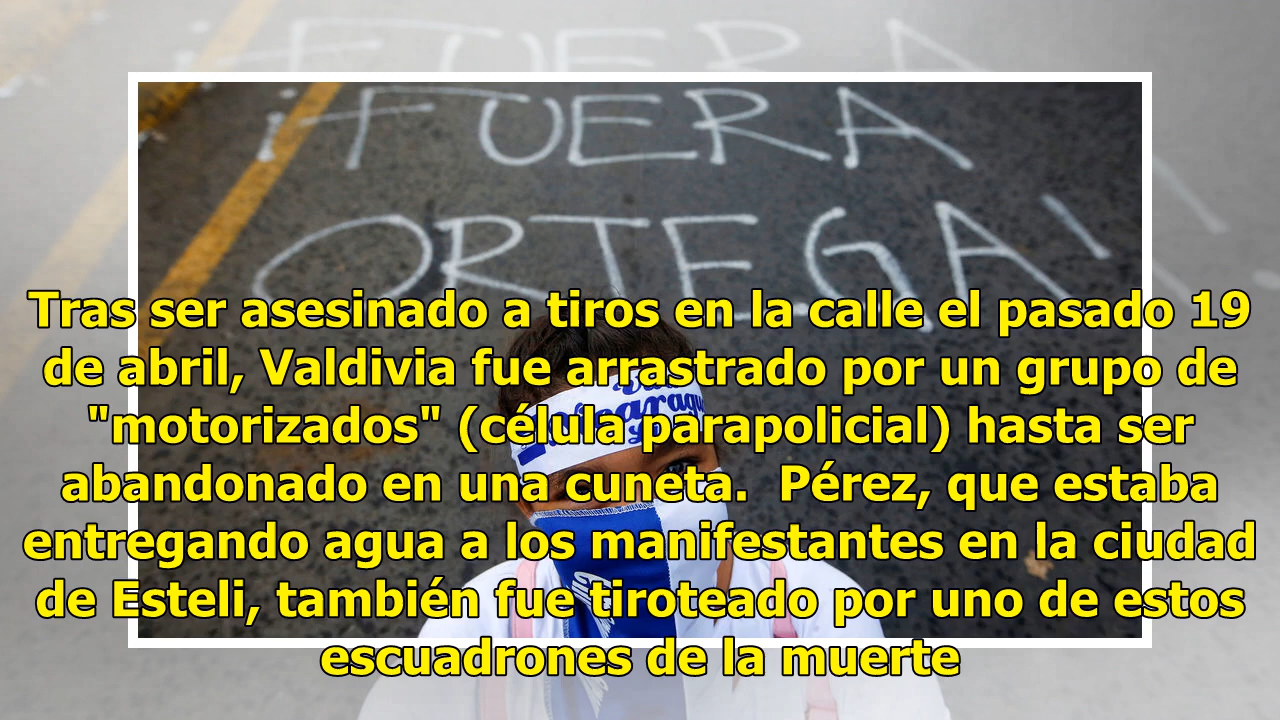 ¡FUERA
¡FUERA
ORTEGA!
Tras ser asesinado a tiros en la calle el pasado 19
de abril, Valdivia fue arrastrado por un grupo de
"motorizados" (célula parapolicial) hasta ser
abandonado en una cuneta. Pérez, que estaba
entregando agua a los manifestantes en la ciudad
de Esteli, también fue tiroteado por uno de estos
escuadrones de la muerte